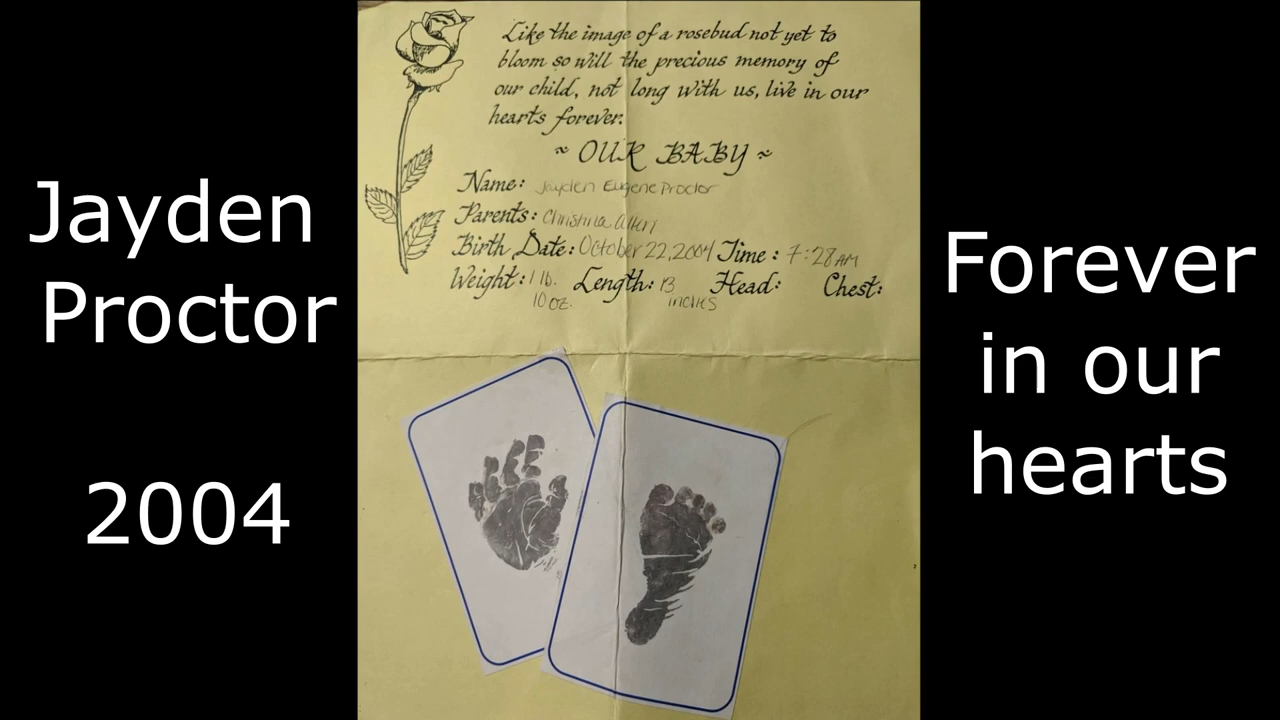 Jayden
Proctor
2004
Like the image of a rosebud not yet to
bloom so will the precious memory of
our child, not long with us, live in our
hearts forever.
~ OUR BABY ~
Name: Jayden Eugene Proctor
Parents: Christina
Birth Date: October 22, 2004 Time: 7:28 AM
Weight: 1 lb. Length: 13 Head: Chest:
10 oz. inches
Forever
in our
hearts